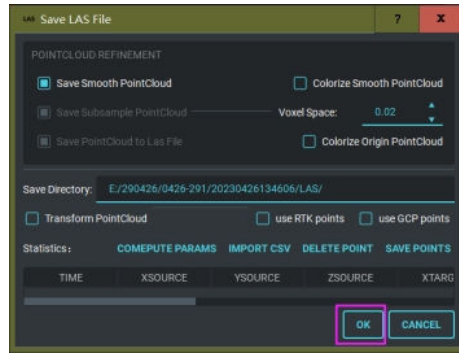 LAS Save LAS File ? X
POINTCLOUD REFINEMENT
Save Smooth PointCloud Colorize Smooth PointCloud
Save Subsample PointCloud Voxel Space: 0.02
Save PointCloud to Las File Colorize Origin PointCloud
Save Directory: E:/290426/0426-291/20230426134606/LAS/
Transform PointCloud use RTK points use GCP points
Statistics: COMEPUTE PARAMS IMPORT CSV DELETE POINT SAVE POINTS
TIME XSOURCE YSOURCE ZSOURCE XTARG
OK CANCEL